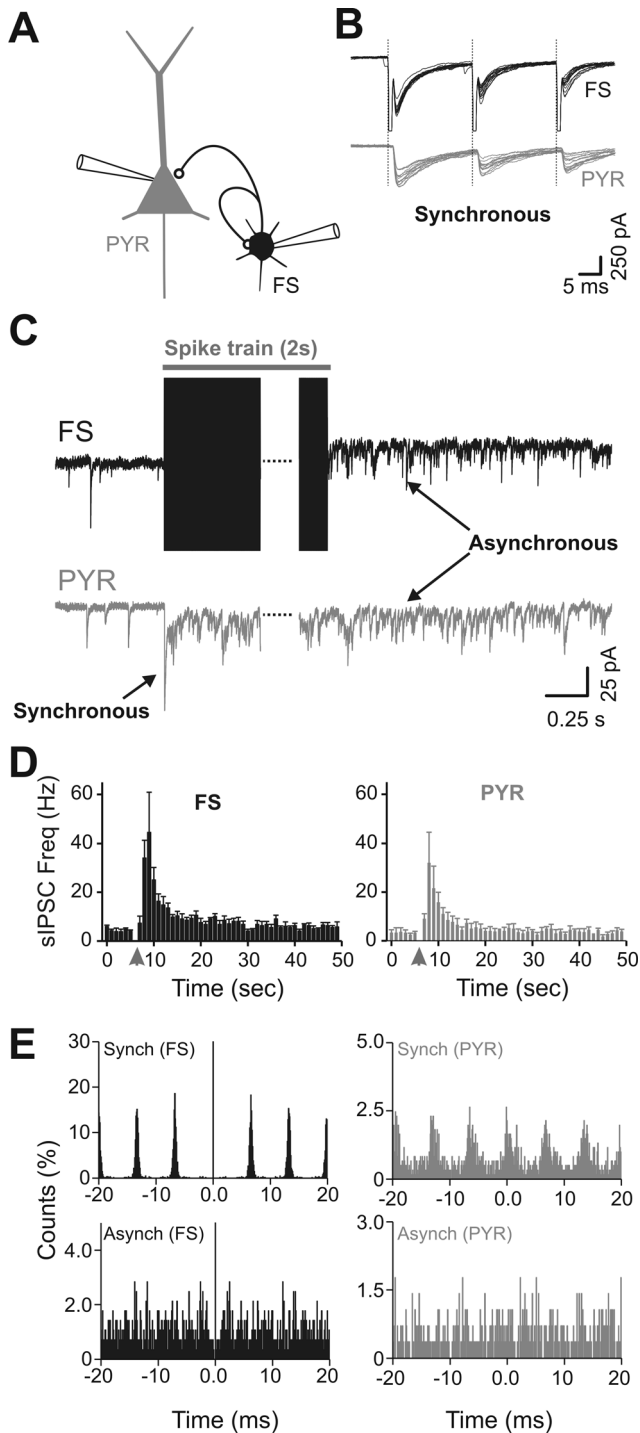 A
PYR
FS
B
FS
PYR
Synchronous
250 pA
5 ms
C
Spike train (2s)
FS
Asynchronous
PYR
Synchronous
25 pA
0.25 s
D
sIPSC Freq (Hz)
60
40
20
0
FS
0 10 20 30 40 50
Time (sec)
60
40
20
0
PYR
0 10 20 30 40 50
Time (sec)
E
Counts (%)
30
20
10
0
Synch (FS)
-20 -10 0.0 10 20
5.0
2.5
0
Synch (PYR)
-20 -10 0.0 10 20
4.0
2.0
0
Asynch (FS)
-20 -10 0.0 10 20
Time (ms)
3.0
1.5
0
Asynch (PYR)
-20 -10 0.0 10 20
Time (ms)